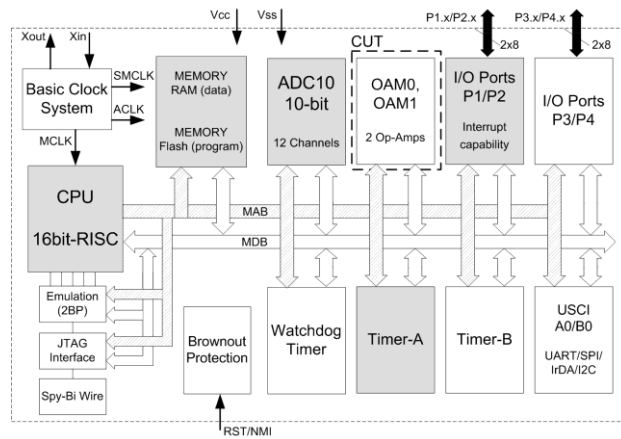 Xout
Xin
Vcc
Vss
P1.x/P2.x
P3.x/P4.x
2x8
2x8
CUT
Basic Clock
System
SMCLK
ACLK
MCLK
MEMORY
RAM (data)
MEMORY
Flash (program)
ADC10
10-bit
12 Channels
OAM0,
OAM1
2 Op-Amps
I/O Ports
P1/P2
Interrupt
capability
I/O Ports
P3/P4
CPU
16bit-RISC
MAB
MDB
Emulation
(2BP)
JTAG
Interface
Spy-Bi Wire
Brownout
Protection
RST/NMI
Watchdog
Timer
Timer-A
Timer-B
USCI
A0/B0
UART/SPI/
IrDA/I2C